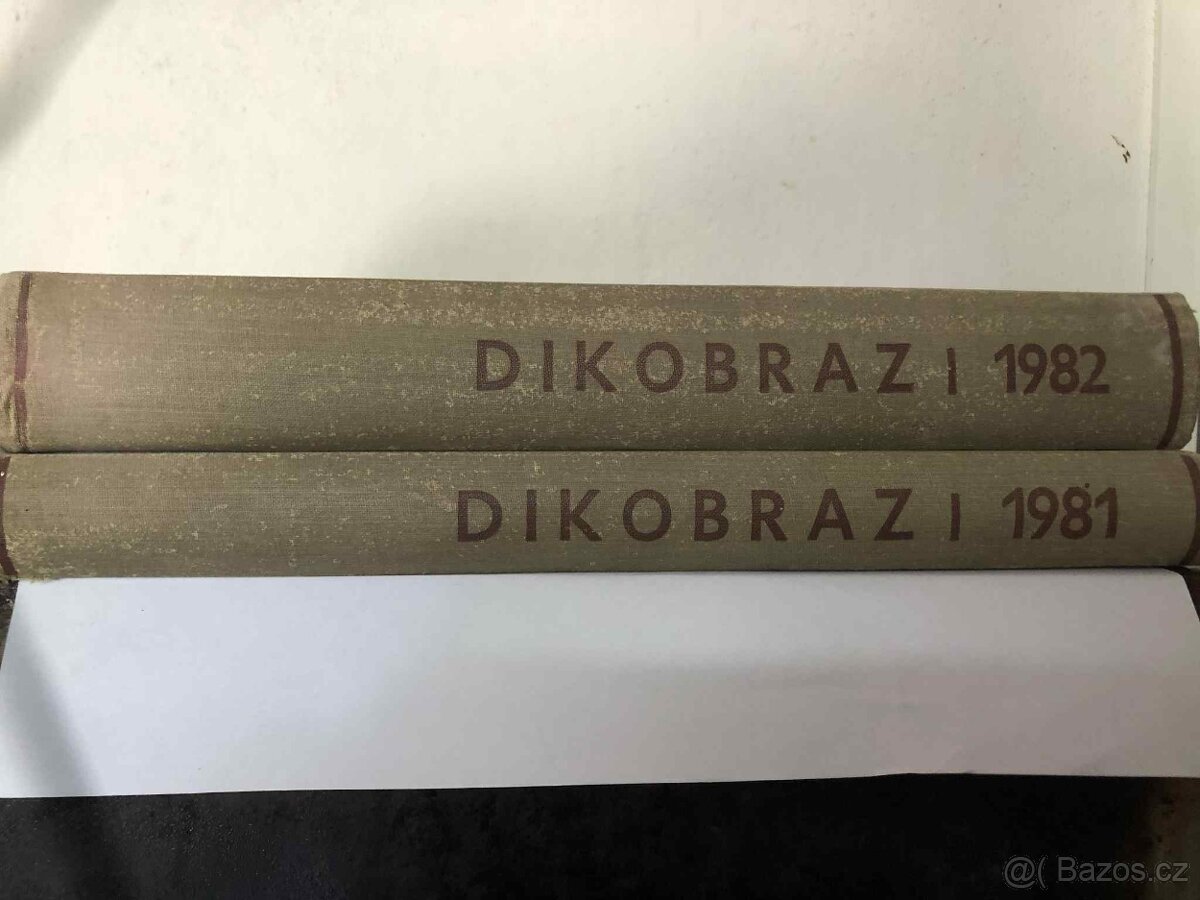 DIKOBRAZ I 1982
DIKOBRAZ I 1981
@( Bazos.cz